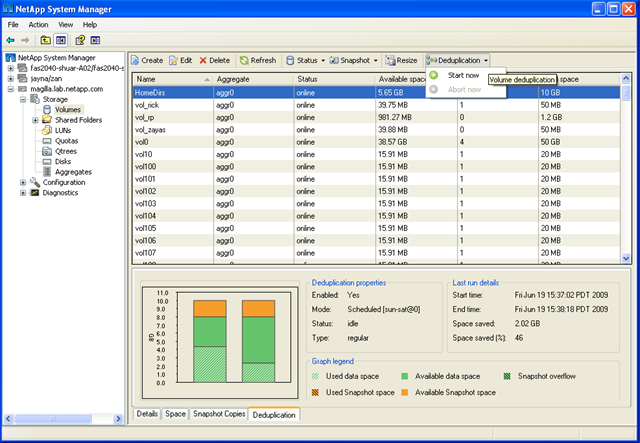 NetApp System Manager
File Action View Help
NetApp System Manager
fas2040-shuar-A02/fas2040-s
jayna/zan
magilla.lab.netapp.com
Storage
Volumes
Shared Folders
LUNs
Quotas
Qtrees
Disks
Aggregates
Configuration
Diagnostics
Create Edit Delete Refresh Status Snapshot Resize Deduplication
Start now
Abort now
Volume deduplication
Name Aggregate Status Available space
HomeDirs aggr0 online 5.65 GB 10 GB
vol_rick aggr0 online 39.75 MB 1 50 MB
vol_rp aggr0 online 981.27 MB 0 1.2 GB
vol_zayas aggr0 online 39.88 MB 0 50 MB
vol0 aggr0 online 38.57 GB 4 50 GB
vol10 aggr0 online 15.91 MB 1 20 MB
vol100 aggr0 online 15.91 MB 1 20 MB
vol101 aggr0 online 15.91 MB 1 20 MB
vol102 aggr0 online 15.91 MB 1 20 MB
vol103 aggr0 online 15.91 MB 1 20 MB
vol104 aggr0 online 15.91 MB 1 20 MB
vol105 aggr0 online 15.91 MB 1 20 MB
vol106 aggr0 online 15.91 MB 1 20 MB
vol107 aggr0 online 15.91 MB 1 20 MB
11.0
10.0
9.0
8.0
7.0
6.0
5.0
4.0
3.0
2.0
1.0
0.0
GB
Deduplication properties
Enabled: Yes
Mode: Scheduled [sun-sat@0]
Status: idle
Type: regular
Last run details
Start time: Fri Jun 19 15:37:02 PDT 2009
End time: Fri Jun 19 15:38:18 PDT 2009
Space saved: 2.02 GB
Space saved (%): 46
Graph legend
Used data space Available data space Snapshot overflow
Used Snapshot space Available Snapshot space
Details Space Snapshot Copies Deduplication